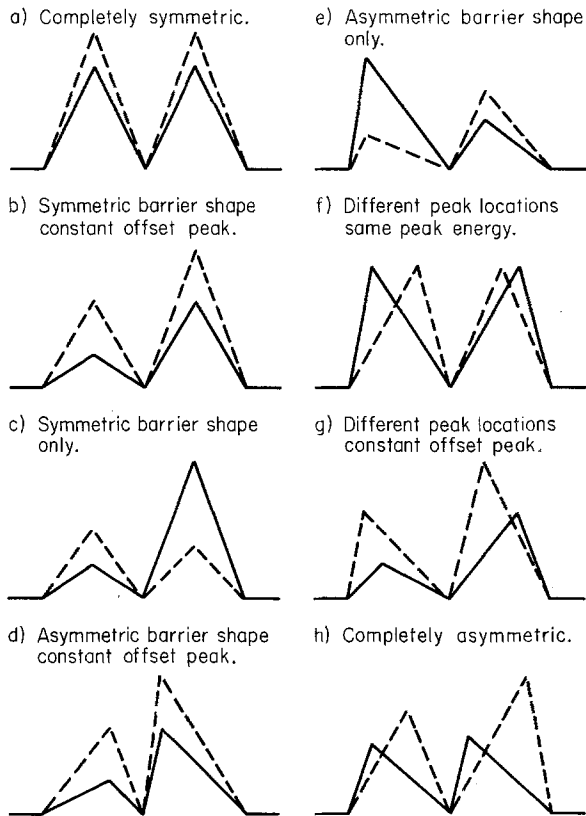 a) Completely symmetric.
b) Symmetric barrier shape
constant offset peak.
c) Symmetric barrier shape
only.
d) Asymmetric barrier shape
constant offset peak.
e) Asymmetric barrier shape
only.
f) Different peak locations
same peak energy.
g) Different peak locations
constant offset peak.
h) Completely asymmetric.